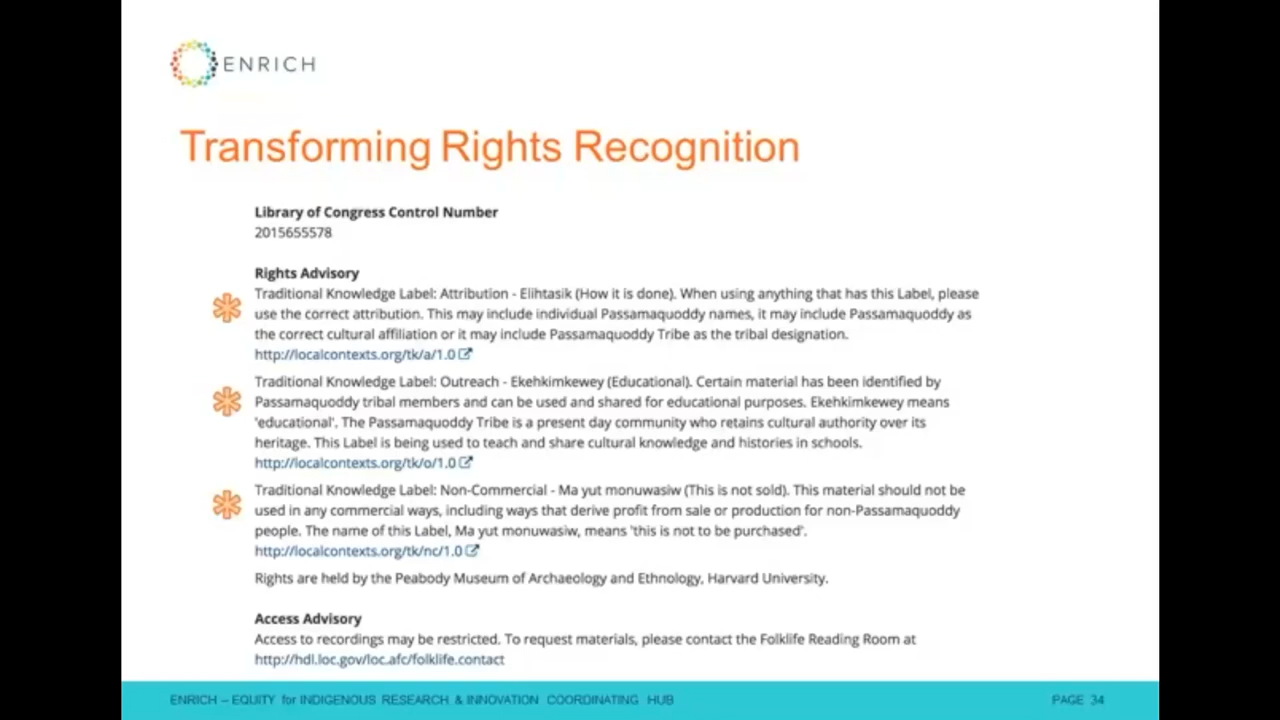 ENRICH
Transforming Rights Recognition
Library of Congress Control Number
2015655578
Rights Advisory
Traditional Knowledge Label: Attribution - Elihtasik (How it is done). When using anything that has this Label, please
use the correct attribution. This may include individual Passamaquoddy names, it may include Passamaquoddy as
the correct cultural affiliation or it may include Passamaquoddy Tribe as the tribal designation.
http://localcontexts.org/tk/a/1.0
Traditional Knowledge Label: Outreach - Ekehkimkewey (Educational). Certain material has been identified by
Passamaquoddy tribal members and can be used and shared for educational purposes. Ekehkimkewey means
'educational'. The Passamaquoddy Tribe is a present day community who retains cultural authority over its
heritage. This Label is being used to teach and share cultural knowledge and histories in schools.
http://localcontexts.org/tk/o/1.0
Traditional Knowledge Label: Non-Commercial - Ma yut monuwasiw (This is not sold). This material should not be
used in any commercial ways, including ways that derive profit from sale or production for non-Passamaquoddy
people. The name of this Label, Ma yut monuwasiw, means 'this is not to be purchased'.
http://localcontexts.org/tk/nc/1.0
Rights are held by the Peabody Museum of Archaeology and Ethnology, Harvard University.
Access Advisory
Access to recordings may be restricted. To request materials, please contact the Folklife Reading Room at
http://hdl.loc.gov/loc.afc/folklife.contact
ENRICH – EQUITY for INDIGENOUS RESEARCH & INNOVATION COORDINATING HUB
PAGE 34